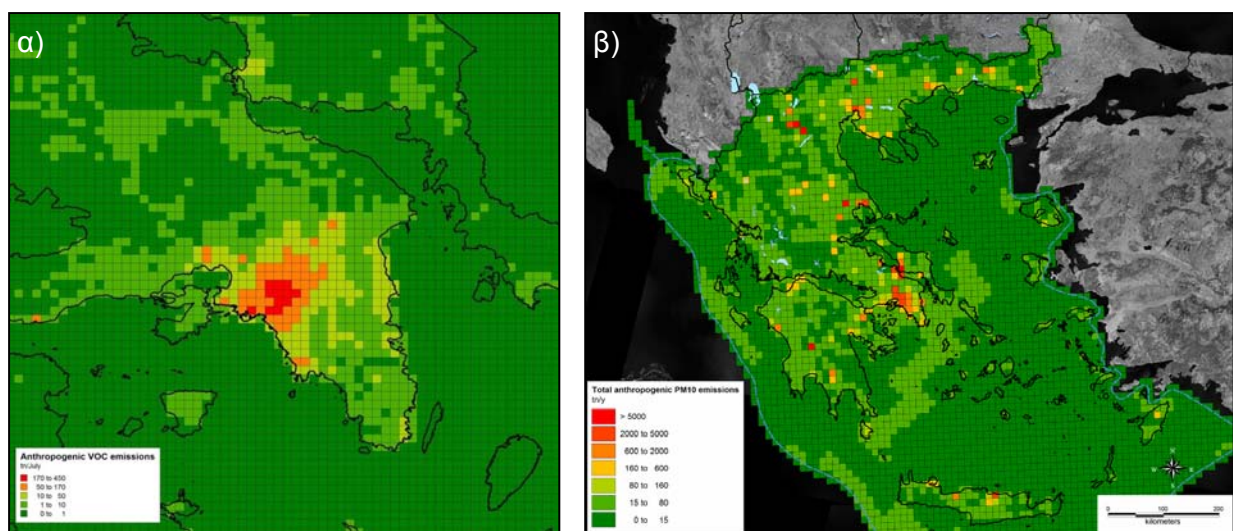 α)
Anthropogenic VOC emissions
tn/July
170 to 450
50 to 170
10 to 50
1 to 10
0 to 1
β)
Total anthropogenic PM10 emissions
tn/y
> 5000
2000 to 5000
600 to 2000
160 to 600
80 to 160
15 to 80
0 to 15
0 100 200
kilometers